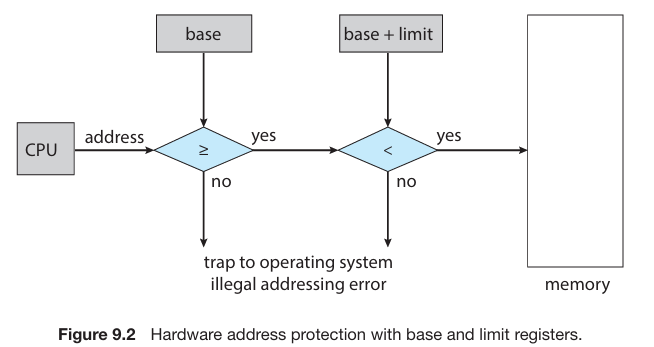 base
base + limit
CPU
address
≥
yes
<
yes
no
no
trap to operating system
illegal addressing error
memory
Figure 9.2 Hardware address protection with base and limit registers.